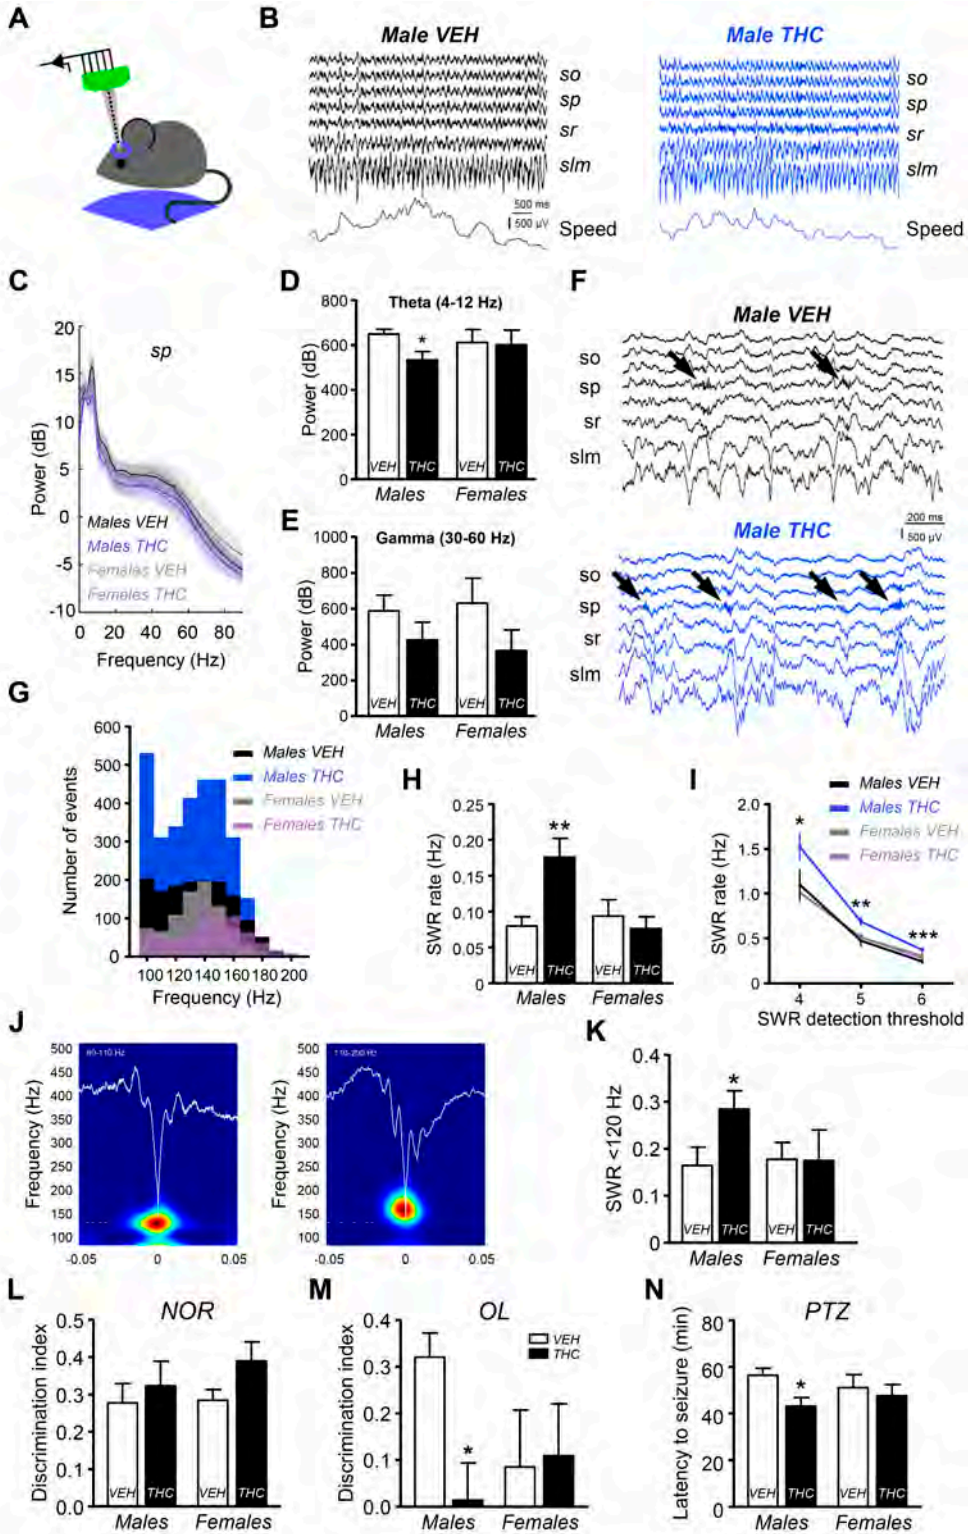 A
B
Male VEH
so
sp
sr
slm
500 ms
500 µV
Speed
Male THC
so
sp
sr
slm
Speed
C
20
15
10
5
0
-5
-10
Power (dB)
sp
Males VEH
Males THC
Females VEH
Females THC
0 20 40 60 80
Frequency (Hz)
D
Theta (4-12 Hz)
800
600
400
200
0
Power (dB)
*
VEH THC VEH THC
Males Females
E
Gamma (30-60 Hz)
1000
800
600
400
200
0
Power (dB)
VEH THC VEH THC
Males Females
F
Male VEH
so
sp
sr
slm
200 ms
500 µV
Male THC
so
sp
sr
slm
G
600
500
400
300
200
100
0
Number of events
Males VEH
Males THC
Females VEH
Females THC
100 120 140 160 180 200
Frequency (Hz)
H
0.25
0.20
0.15
0.10
0.05
0
SWR rate (Hz)
**
VEH THC VEH THC
Males Females
I
Males VEH
Males THC
Females VEH
Females THC
2.0
1.5
1.0
0.5
0
SWR rate (Hz)
*
**
***
4 5 6
SWR detection threshold
J
500
450
400
350
300
250
200
150
100
Frequency (Hz)
-0.05 0 0.05
500
450
400
350
300
250
200
150
100
Frequency (Hz)
-0.05 0 0.05
K
0.4
0.3
0.2
0.1
0
SWR <120 Hz
*
VEH THC VEH THC
Males Females
L
NOR
0.5
0.4
0.3
0.2
0.1
0.0
Discrimination index
VEH THC VEH THC
Males Females
M
OL
0.4
0.3
0.2
0.1
0.0
Discrimination index
VEH
THC
*
Males Females
N
PTZ
80
60
40
20
0
Latency to seizure (min)
*
VEH THC VEH THC
Males Females